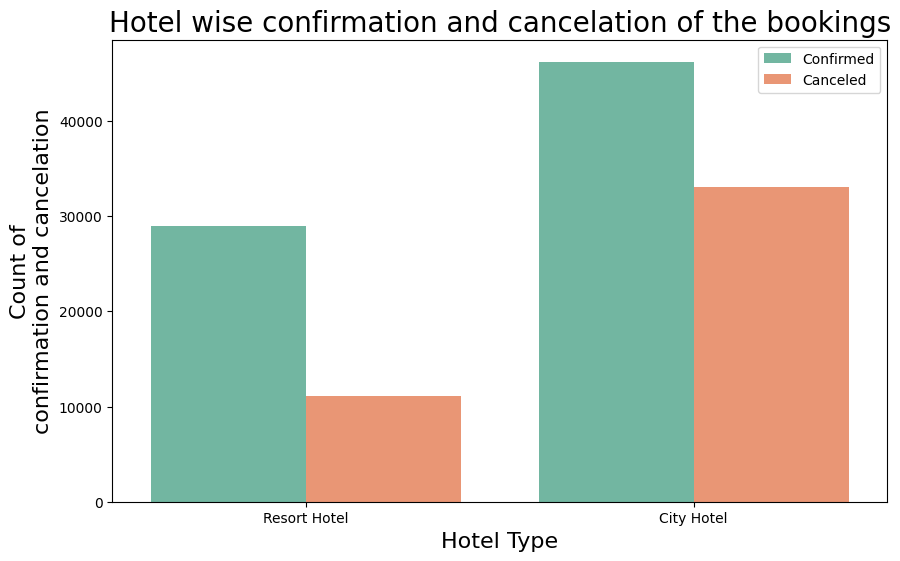 Hotel wise confirmation and cancelation of the bookings
Confirmed
Canceled
Count of
confirmation and cancelation
40000
30000
20000
10000
0
Resort Hotel
City Hotel
Hotel Type